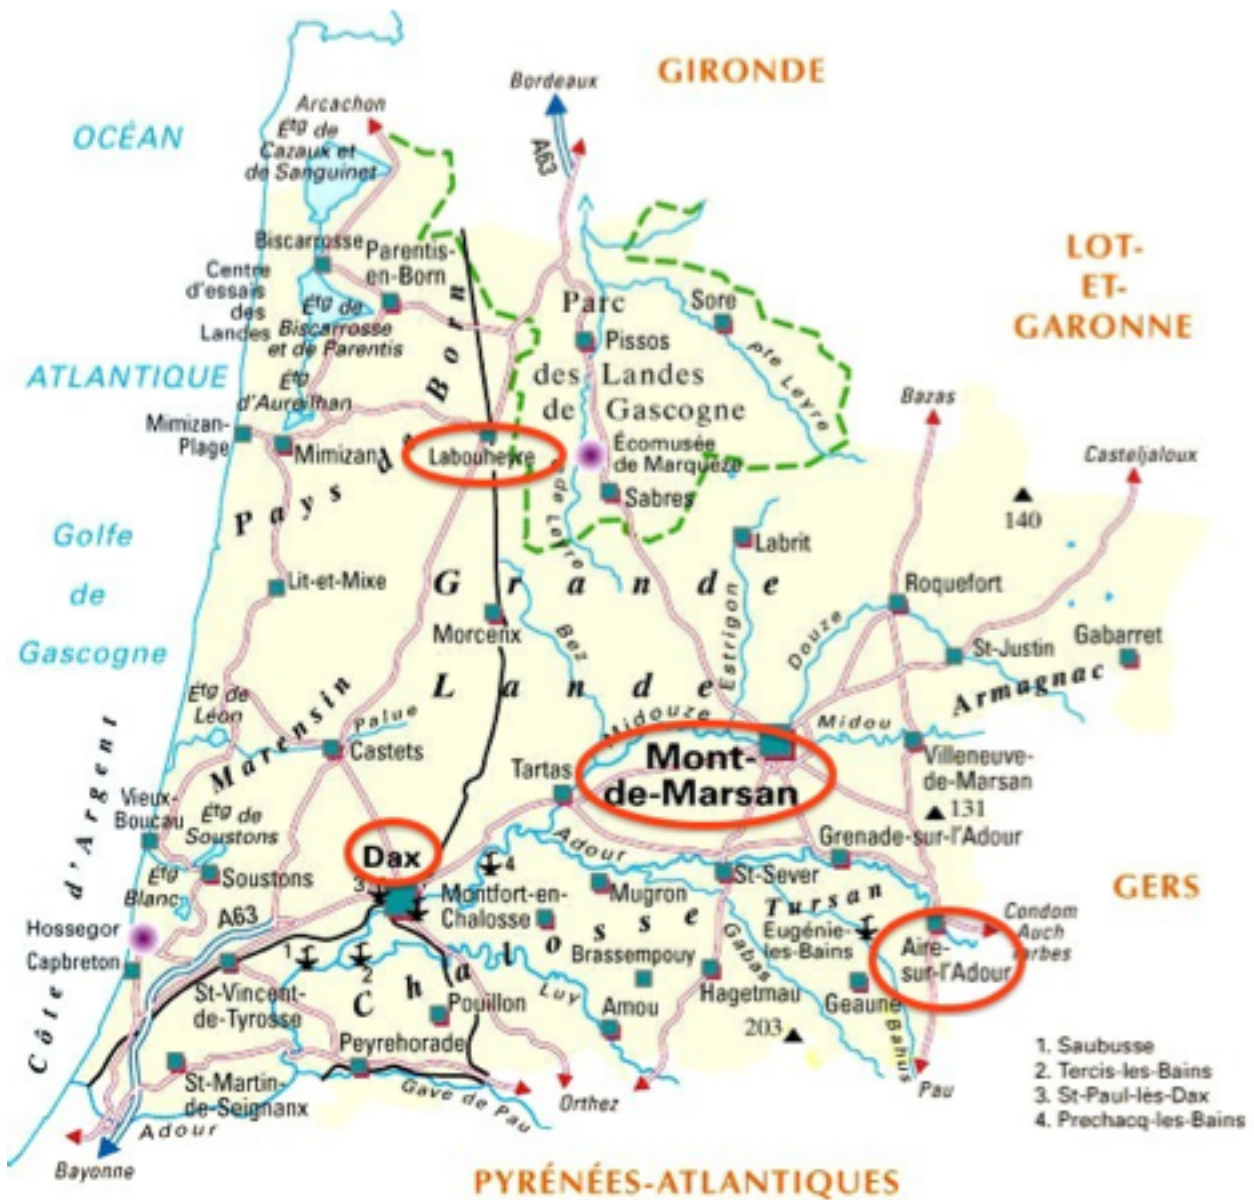 GIRONDE
Bordeaux
A63
Arcachon
Étg de
Cazaux et
de Sanguinet
OCÉAN
ATLANTIQUE
Biscarrosse
Parentis-
en-Born
Centre
d'essais
des
Landes
Étg de
Biscarrosse
et de Parentis
Étg
d'Aureilhan
Mimizan-
Plage
Mimizan
Pays de Born
Labouheyre
Parc
des Landes
de Gascogne
Pissos
Sore
Pte Leyre
Écomusée
de Marquèze
Sabres
de Leyre
LOT-
ET-
GARONNE
Bazas
Casteljaloux
140
Labrit
Roquefort
St-Justin
Gabarret
Armagnac
Golfe
de
Gascogne
Lit-et-Mixe
Morcenx
Grande
Lande
Bez
Estrigon
Douze
Midouze
Midou
Étg de
Léon
Marensin
Palue
Castets
Tartas
Mont-
de-Marsan
Villeneuve-
de-Marsan
131
Grenade-sur-l'Adour
Côte d'Argent
Vieux-
Boucau
Étg de
Soustons
Étg
Blanc
Soustons
A63
Hossegor
Capbreton
Dax
3
4
1
2
Adour
Montfort-en-
Chalosse
Mugron
St-Sever
Tursan
Eugénie-
les-Bains
GERS
Condom
Auch
Tarbes
Aire-
sur-l'Adour
Chalosse
Brassempouy
Hagetmau
Gabas
Geaune
Bahus
Amou
Luy
Pouillon
St-Vincent-
de-Tyrosse
Peyrehorade
203
St-Martin-
de-Seignanx
Gave de Pau
Orthez
Pau
Adour
Bayonne
PYRÉNÉES-ATLANTIQUES
1. Saubusse
2. Tercis-les-Bains
3. St-Paul-lès-Dax
4. Prechacq-les-Bains